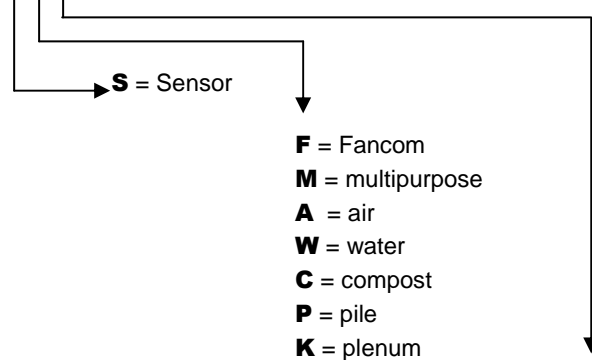 S = Sensor
F = Fancom
M = multipurpose
A = air
W = water
C = compost
P = pile
K = plenum